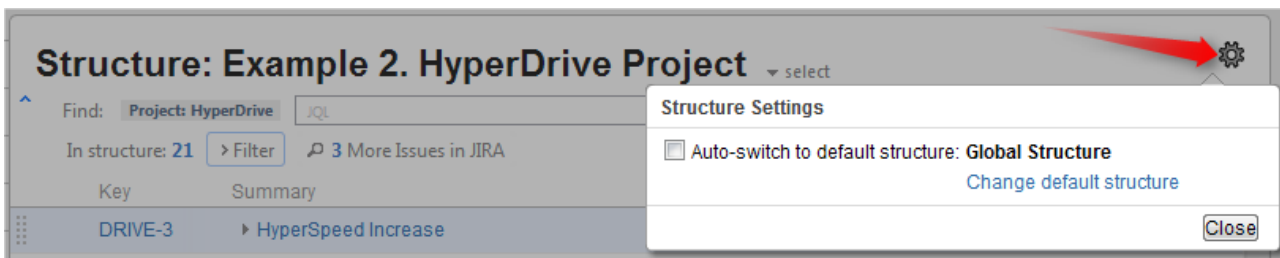 Structure: Example 2. HyperDrive Project select
Find: Project: HyperDrive JQL
Structure Settings
In structure: 21 Filter 3 More Issues in JIRA
Auto-switch to default structure: Global Structure
Change default structure
Key Summary
DRIVE-3 HyperSpeed Increase
Close